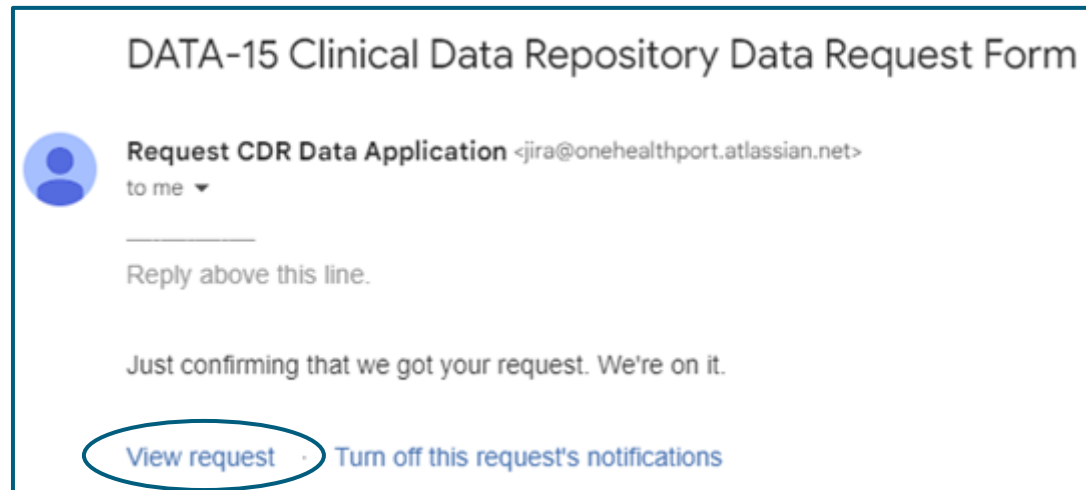 DATA-15 Clinical Data Repository Data Request Form
Request CDR Data Application <jira@onehealthport.atlassian.net>
to me
Reply above this line.
Just confirming that we got your request. We're on it.
View request · Turn off this request's notifications